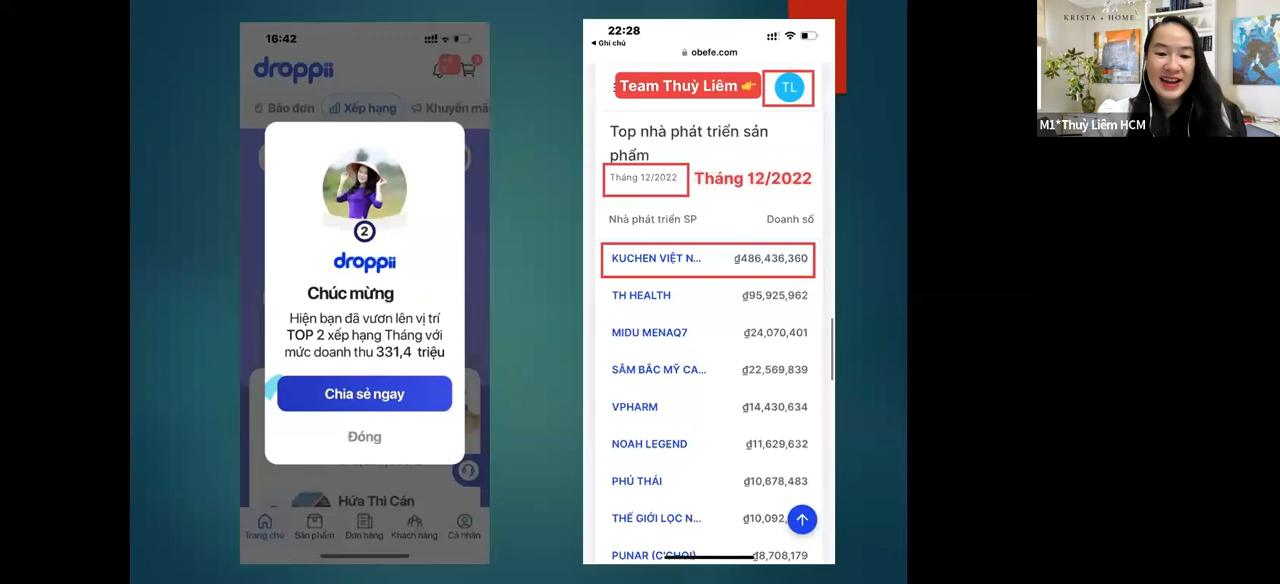 16:42
droppii
Báo đơn
Xếp hạng
Khuyến mã
2
droppii
Chúc mừng
Hiện bạn đã vươn lên vị trí
TOP 2 xếp hạng Tháng với
mức doanh thu 331,4 triệu
Chia sẻ ngay
Đóng
Hứa Thi Cán
Trang chủ
Sản phẩm
Đơn hàng
Khách hàng
Cá nhân
22:28
Ghi chú
obefe.com
Team Thuỳ Liêm
TL
Top nhà phát triển sản
phẩm
Tháng 12/2022
Tháng 12/2022
Nhà phát triển SP Doanh số
KUCHEN VIỆT N... ₫486,436,360
TH HEALTH ₫95,925,962
MIDU MENAQ7 ₫24,070,401
SÂM BẮC MỸ CA... ₫22,569,839
VPHARM ₫14,430,634
NOAH LEGEND ₫11,629,632
PHÚ THÁI ₫10,678,483
THẾ GIỚI LỌC N... ₫10,092,
PUNAR (C'CHOI) ₫8,708,179
KRISTA + HOME
M1*Thuỳ Liêm HCM